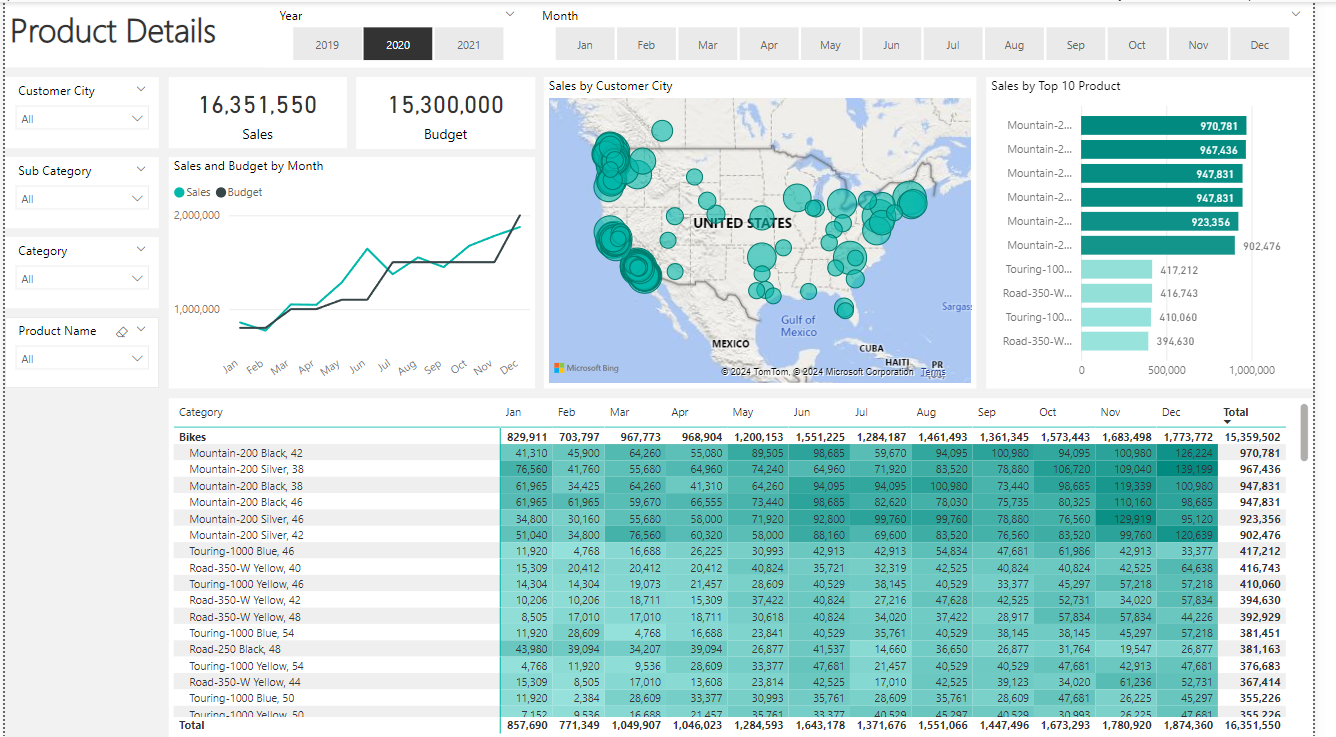 Product Details
Year
2019 2020 2021
Month
Jan Feb Mar Apr May Jun Jul Aug Sep Oct Nov Dec
Customer City
All
Sub Category
All
Category
All
Product Name
All
16,351,550
Sales
15,300,000
Budget
Sales and Budget by Month
Sales Budget
2,000,000
1,000,000
Jan Feb Mar Apr May Jun Jul Aug Sep Oct Nov Dec
Sales by Customer City
UNITED STATES
Sargass
Gulf of
Mexico
MEXICO
CUBA
HAITI
PR
Microsoft Bing
© 2024 TomTom, © 2024 Microsoft Corporation Terms
Sales by Top 10 Product
Mountain-2... 970,781
Mountain-2... 967,436
Mountain-2... 947,831
Mountain-2... 947,831
Mountain-2... 923,356
Mountain-2... 902,476
Touring-100... 417,212
Road-350-W... 416,743
Touring-100... 410,060
Road-350-W... 394,630
0 500,000 1,000,000
Category Jan Feb Mar Apr May Jun Jul Aug Sep Oct Nov Dec Total
Bikes 829,911 703,797 967,773 968,904 1,200,153 1,551,225 1,284,187 1,461,493 1,361,345 1,573,443 1,683,498 1,773,772 15,359,502
Mountain-200 Black, 42 41,310 45,900 64,260 55,080 89,505 98,685 59,670 94,095 100,980 94,095 100,980 126,224 970,781
Mountain-200 Silver, 38 76,560 41,760 55,680 64,960 74,240 64,960 71,920 83,520 78,880 106,720 109,040 139,199 967,436
Mountain-200 Black, 38 61,965 34,425 64,260 41,310 64,260 94,095 94,095 100,980 73,440 98,685 119,339 100,980 947,831
Mountain-200 Black, 46 61,965 61,965 59,670 66,555 73,440 98,685 82,620 78,030 75,735 80,325 110,160 98,685 947,831
Mountain-200 Silver, 46 34,800 30,160 55,680 58,000 71,920 92,800 99,760 99,760 78,880 76,560 129,919 95,120 923,356
Mountain-200 Silver, 42 51,040 34,800 76,560 60,320 58,000 88,160 69,600 83,520 76,560 83,520 99,760 120,639 902,476
Touring-1000 Blue, 46 11,920 4,768 16,688 26,225 30,993 42,913 42,913 54,834 47,681 61,986 42,913 33,377 417,212
Road-350-W Yellow, 40 15,309 20,412 20,412 20,412 40,824 35,721 32,319 42,525 40,824 40,824 42,525 64,638 416,743
Touring-1000 Yellow, 46 14,304 14,304 19,073 21,457 28,609 40,529 38,145 40,529 33,377 45,297 57,218 57,218 410,060
Road-350-W Yellow, 42 10,206 10,206 18,711 15,309 37,422 40,824 27,216 47,628 42,525 52,731 34,020 57,834 394,630
Road-350-W Yellow, 48 8,505 17,010 17,010 18,711 30,618 40,824 34,020 37,422 28,917 57,834 57,834 44,226 392,929
Touring-1000 Blue, 54 11,920 28,609 4,768 16,688 23,841 40,529 35,761 40,529 38,145 38,145 45,297 57,218 381,451
Road-250 Black, 48 43,980 39,094 34,207 39,094 26,877 41,537 14,660 36,650 26,877 31,764 19,547 26,877 381,163
Touring-1000 Yellow, 54 4,768 11,920 9,536 28,609 33,377 47,681 21,457 40,529 40,529 47,681 42,913 47,681 376,683
Road-350-W Yellow, 44 15,309 8,505 17,010 13,608 23,814 42,525 17,010 42,525 39,123 34,020 61,236 52,731 367,414
Touring-1000 Blue, 50 11,920 2,384 28,609 33,377 30,993 35,761 28,609 35,761 28,609 47,681 26,225 45,297 355,226
Touring-1000 Yellow, 50 7,152 9,536 16,688 21,457 35,761 33,377 40,529 45,297 40,529 30,993 26,225 47,681 355,226
Total 857,690 771,349 1,049,907 1,046,023 1,284,593 1,643,178 1,371,676 1,551,066 1,447,496 1,673,293 1,780,920 1,874,360 16,351,550